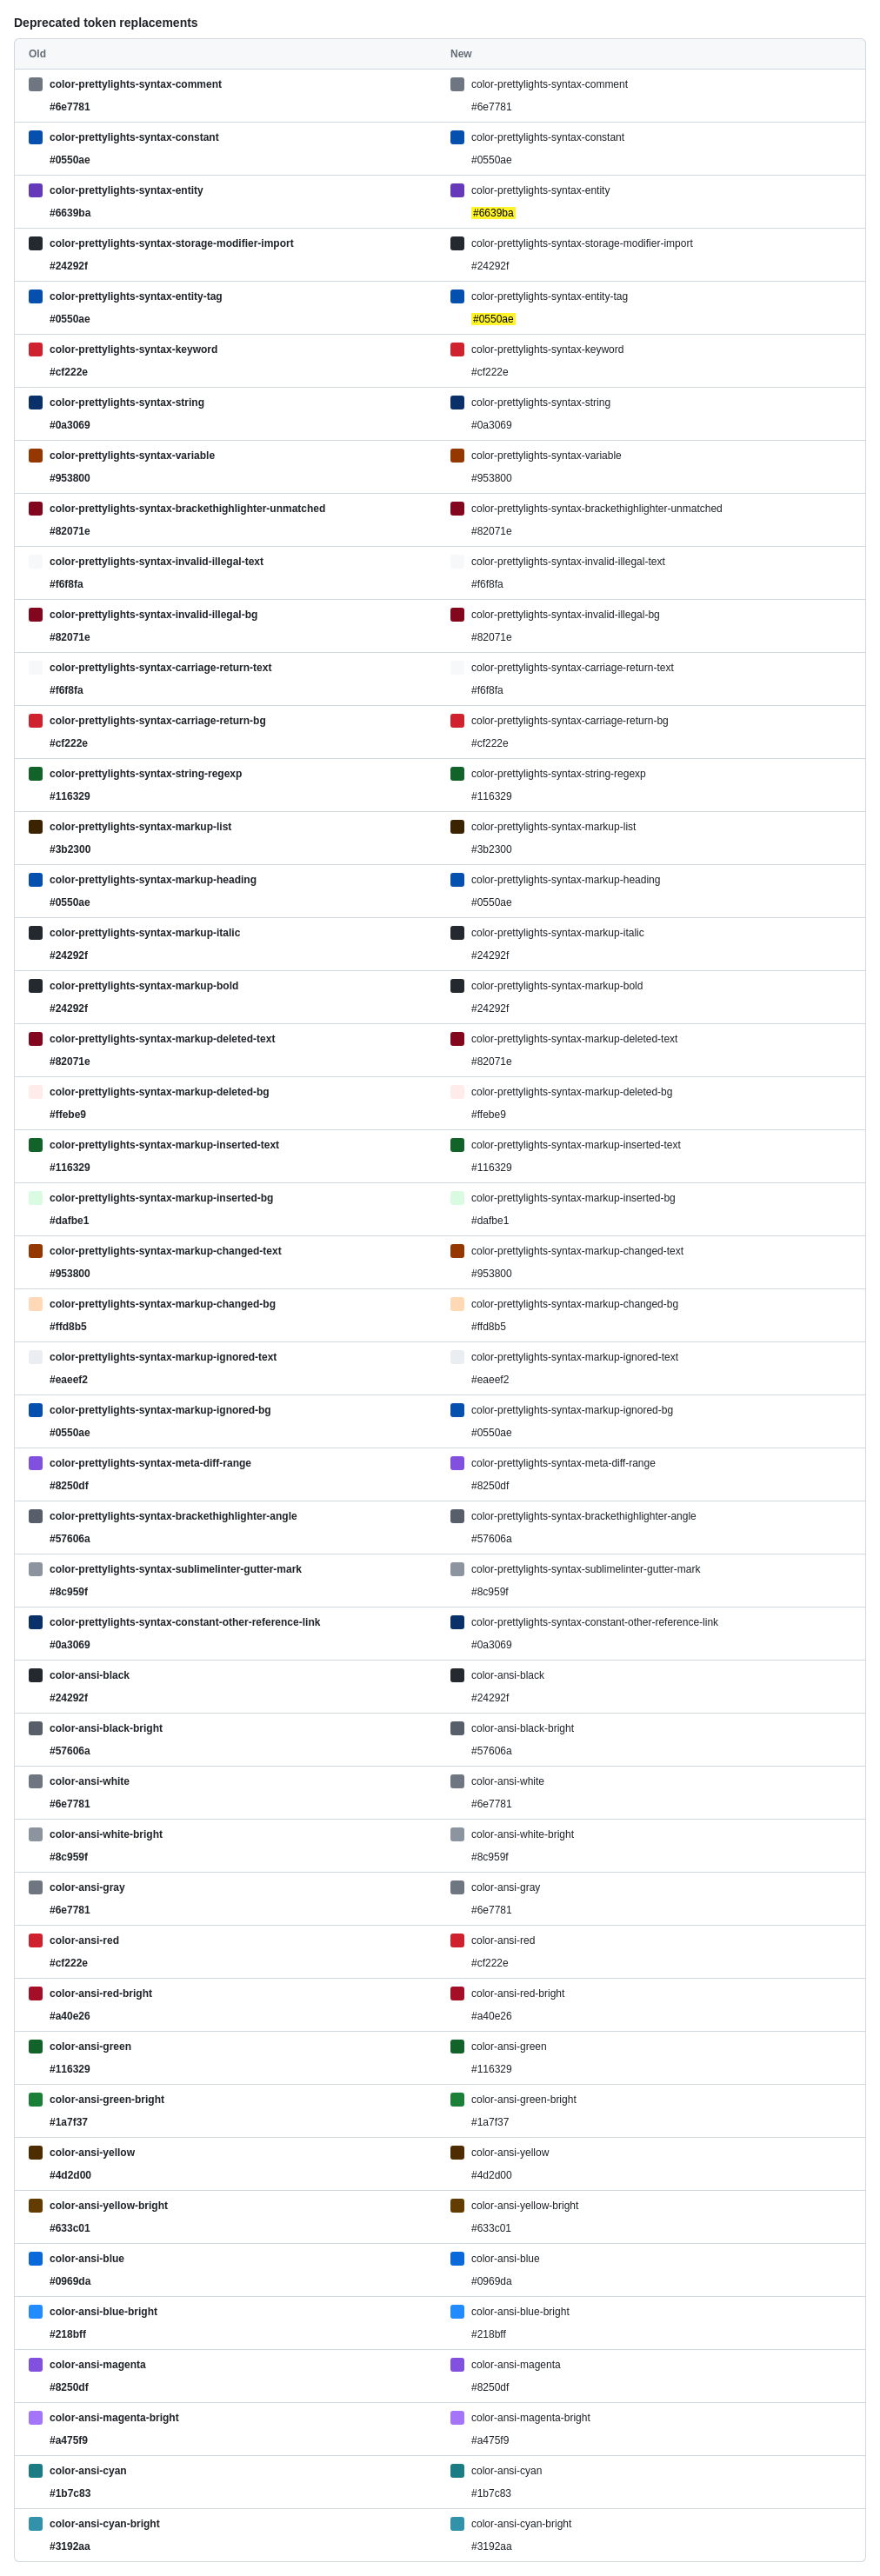 Deprecated token replacements
Old New
color-prettylights-syntax-comment color-prettylights-syntax-comment
#6e7781 #6e7781
color-prettylights-syntax-constant color-prettylights-syntax-constant
#0550ae #0550ae
color-prettylights-syntax-entity color-prettylights-syntax-entity
#6639ba #6639ba
color-prettylights-syntax-storage-modifier-import color-prettylights-syntax-storage-modifier-import
#24292f #24292f
color-prettylights-syntax-entity-tag color-prettylights-syntax-entity-tag
#0550ae #0550ae
color-prettylights-syntax-keyword color-prettylights-syntax-keyword
#cf222e #cf222e
color-prettylights-syntax-string color-prettylights-syntax-string
#0a3069 #0a3069
color-prettylights-syntax-variable color-prettylights-syntax-variable
#953800 #953800
color-prettylights-syntax-brackethighlighter-unmatched color-prettylights-syntax-brackethighlighter-unmatched
#82071e #82071e
color-prettylights-syntax-invalid-illegal-text color-prettylights-syntax-invalid-illegal-text
#f6f8fa #f6f8fa
color-prettylights-syntax-invalid-illegal-bg color-prettylights-syntax-invalid-illegal-bg
#82071e #82071e
color-prettylights-syntax-carriage-return-text color-prettylights-syntax-carriage-return-text
#f6f8fa #f6f8fa
color-prettylights-syntax-carriage-return-bg color-prettylights-syntax-carriage-return-bg
#cf222e #cf222e
color-prettylights-syntax-string-regexp color-prettylights-syntax-string-regexp
#116329 #116329
color-prettylights-syntax-markup-list color-prettylights-syntax-markup-list
#3b2300 #3b2300
color-prettylights-syntax-markup-heading color-prettylights-syntax-markup-heading
#0550ae #0550ae
color-prettylights-syntax-markup-italic color-prettylights-syntax-markup-italic
#24292f #24292f
color-prettylights-syntax-markup-bold color-prettylights-syntax-markup-bold
#24292f #24292f
color-prettylights-syntax-markup-deleted-text color-prettylights-syntax-markup-deleted-text
#82071e #82071e
color-prettylights-syntax-markup-deleted-bg color-prettylights-syntax-markup-deleted-bg
#ffebe9 #ffebe9
color-prettylights-syntax-markup-inserted-text color-prettylights-syntax-markup-inserted-text
#116329 #116329
color-prettylights-syntax-markup-inserted-bg color-prettylights-syntax-markup-inserted-bg
#dafbe1 #dafbe1
color-prettylights-syntax-markup-changed-text color-prettylights-syntax-markup-changed-text
#953800 #953800
color-prettylights-syntax-markup-changed-bg color-prettylights-syntax-markup-changed-bg
#ffd8b5 #ffd8b5
color-prettylights-syntax-markup-ignored-text color-prettylights-syntax-markup-ignored-text
#eaeef2 #eaeef2
color-prettylights-syntax-markup-ignored-bg color-prettylights-syntax-markup-ignored-bg
#0550ae #0550ae
color-prettylights-syntax-meta-diff-range color-prettylights-syntax-meta-diff-range
#8250df #8250df
color-prettylights-syntax-brackethighlighter-angle color-prettylights-syntax-brackethighlighter-angle
#57606a #57606a
color-prettylights-syntax-sublimelinter-gutter-mark color-prettylights-syntax-sublimelinter-gutter-mark
#8c959f #8c959f
color-prettylights-syntax-constant-other-reference-link color-prettylights-syntax-constant-other-reference-link
#0a3069 #0a3069
color-ansi-black color-ansi-black
#24292f #24292f
color-ansi-black-bright color-ansi-black-bright
#57606a #57606a
color-ansi-white color-ansi-white
#6e7781 #6e7781
color-ansi-white-bright color-ansi-white-bright
#8c959f #8c959f
color-ansi-gray color-ansi-gray
#6e7781 #6e7781
color-ansi-red color-ansi-red
#cf222e #cf222e
color-ansi-red-bright color-ansi-red-bright
#a40e26 #a40e26
color-ansi-green color-ansi-green
#116329 #116329
color-ansi-green-bright color-ansi-green-bright
#1a7f37 #1a7f37
color-ansi-yellow color-ansi-yellow
#4d2d00 #4d2d00
color-ansi-yellow-bright color-ansi-yellow-bright
#633c01 #633c01
color-ansi-blue color-ansi-blue
#0969da #0969da
color-ansi-blue-bright color-ansi-blue-bright
#218bff #218bff
color-ansi-magenta color-ansi-magenta
#8250df #8250df
color-ansi-magenta-bright color-ansi-magenta-bright
#a475f9 #a475f9
color-ansi-cyan color-ansi-cyan
#1b7c83 #1b7c83
color-ansi-cyan-bright color-ansi-cyan-bright
#3192aa #3192aa